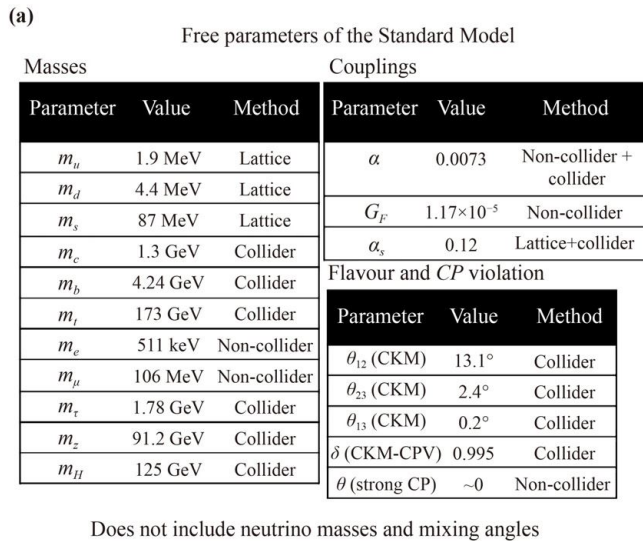 (a)
Free parameters of the Standard Model
Masses
Parameter Value Method
m_u 1.9 MeV Lattice
m_d 4.4 MeV Lattice
m_s 87 MeV Lattice
m_c 1.3 GeV Collider
m_b 4.24 GeV Collider
m_t 173 GeV Collider
m_e 511 keV Non-collider
m_μ 106 MeV Non-collider
m_τ 1.78 GeV Collider
m_z 91.2 GeV Collider
m_H 125 GeV Collider
Couplings
Parameter Value Method
α 0.0073 Non-collider +
collider
G_F 1.17×10⁻⁵ Non-collider
α_s 0.12 Lattice+collider
Flavour and CP violation
Parameter Value Method
θ₁₂ (CKM) 13.1° Collider
θ₂₃ (CKM) 2.4° Collider
θ₁₃ (CKM) 0.2° Collider
δ (CKM-CPV) 0.995 Collider
θ (strong CP) ~0 Non-collider
Does not include neutrino masses and mixing angles